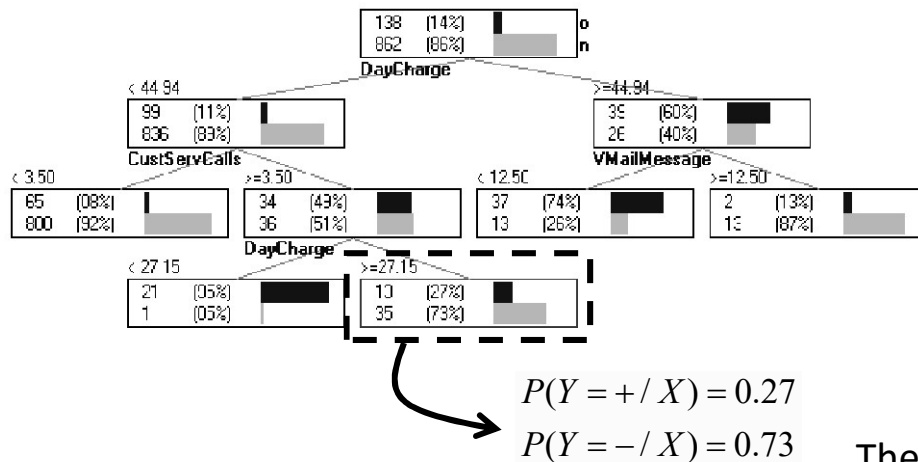 138 (14%) o
862 (86%) n
DayCharge
< 44.94 >=44.94
99 (11%) 39 (60%)
836 (89%) 26 (40%)
CustServCalls VMailMessage
< 3.50 >=3.50 < 12.50 >=12.50
65 (08%) 34 (49%) 37 (74%) 2 (13%)
800 (92%) 36 (51%) 13 (26%) 13 (87%)
DayCharge
< 27.15 >=27.15
21 (95%) 13 (27%)
1 (05%) 35 (73%)
P(Y = + / X) = 0.27
P(Y = − / X) = 0.73
The